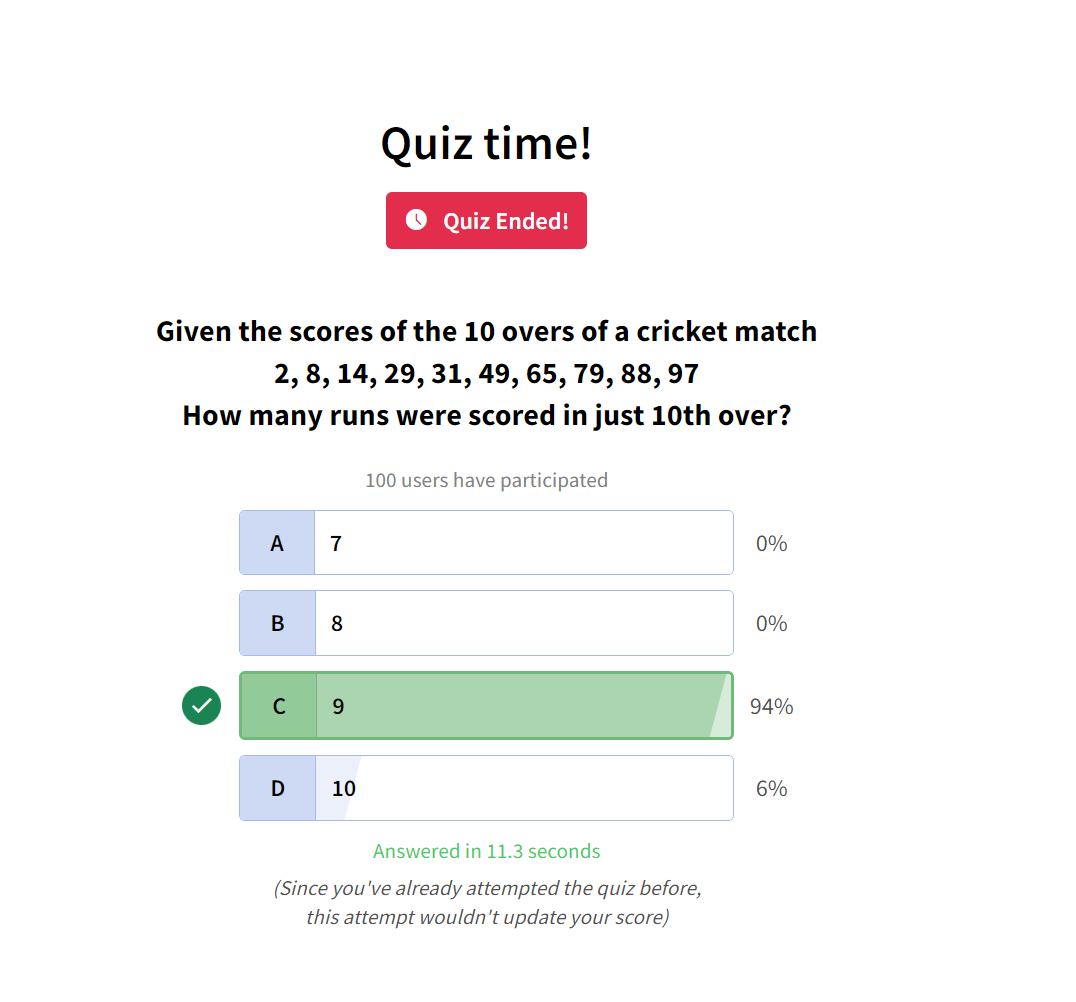 Quiz time!
Quiz Ended!
Given the scores of the 10 overs of a cricket match
2, 8, 14, 29, 31, 49, 65, 79, 88, 97
How many runs were scored in just 10th over?
100 users have participated
A 7 0%
B 8 0%
C 9 94%
D 10 6%
Answered in 11.3 seconds
(Since you've already attempted the quiz before,
this attempt wouldn't update your score)